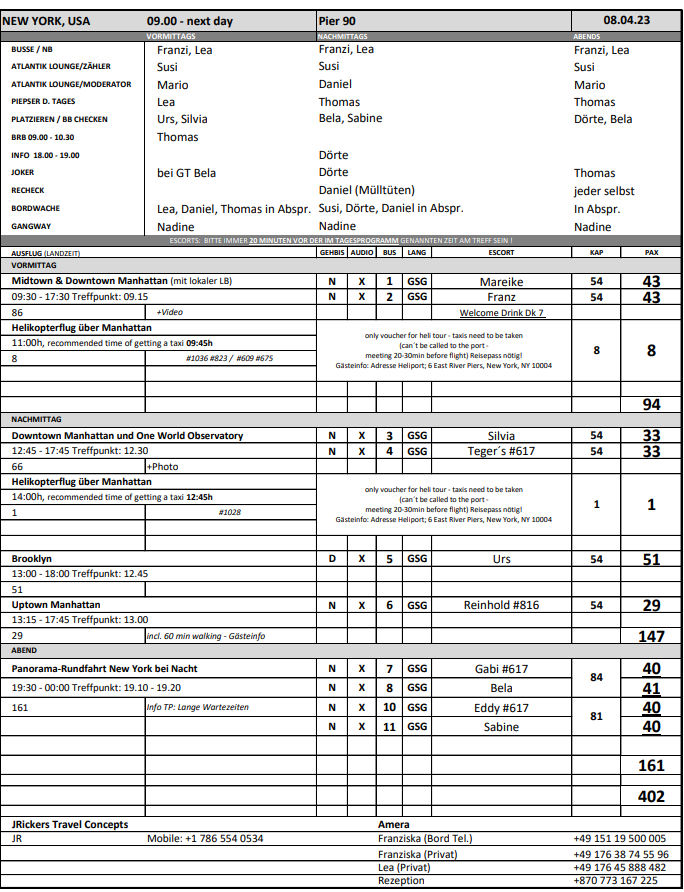 NEW YORK, USA 09.00 - next day Pier 90 08.04.23
VORMITTAGS NACHMITTAGS ABENDS
BUSSE / NB Franzi, Lea Franzi, Lea Franzi, Lea
ATLANTIK LOUNGE/ZÄHLER Susi Susi Susi
ATLANTIK LOUNGE/MODERATOR Mario Daniel Mario
PIEPSER D. TAGES Lea Thomas Thomas
PLATZIEREN / BB CHECKEN Urs, Silvia Bela, Sabine Dörte, Bela
BRB 09.00 - 10.30 Thomas
INFO 18.00 - 19.00 Dörte
JOKER bei GT Bela Dörte Thomas
RECHECK Daniel (Mülltüten) jeder selbst
BORDWACHE Lea, Daniel, Thomas in Abspr. Susi, Dörte, Daniel in Abspr. In Abspr.
GANGWAY Nadine Nadine Nadine
ESCORTS: BITTE IMMER 20 MINUTEN VOR DER IM TAGESPROGRAMM GENANNTEN ZEIT AM TREFF SEIN !
AUSFLUG (LANDZEIT) GEHBIS AUDIO BUS LANG ESCORT KAP PAX
VORMITTAG
Midtown & Downtown Manhattan (mit lokaler LB) N X 1 GSG Mareike 54 43
09:30 - 17:30 Treffpunkt: 09.15 N X 2 GSG Franz 54 43
86 +Video Welcome Drink Dk 7
Helikopterflug über Manhattan
11:00h, recommended time of getting a taxi 09:45h
8 #1036 #823 / #609 #675
only voucher for heli tour - taxis need to be taken
(can´t be called to the port -
meeting 20-30min before flight) Reisepass nötig!
Gästeinfo: Adresse Heliport; 6 East River Piers, New York, NY 10004
8 8
94
NACHMITTAG
Downtown Manhattan und One World Observatory N X 3 GSG Silvia 54 33
12:45 - 17:45 Treffpunkt: 12.30 N X 4 GSG Teger´s #617 54 33
66 +Photo
Helikopterflug über Manhattan
14:00h, recommended time of getting a taxi 12:45h
1 #1028
only voucher for heli tour - taxis need to be taken
(can´t be called to the port -
meeting 20-30min before flight) Reisepass nötig!
Gästeinfo: Adresse Heliport; 6 East River Piers, New York, NY 10004
1 1
Brooklyn D X 5 GSG Urs 54 51
13:00 - 18:00 Treffpunkt: 12.45
51
Uptown Manhattan N X 6 GSG Reinhold #816 54 29
13:15 - 17:45 Treffpunkt: 13.00
29 incl. 60 min walking - Gästeinfo 147
ABEND
Panorama-Rundfahrt New York bei Nacht N X 7 GSG Gabi #617 84 40
19:30 - 00:00 Treffpunkt: 19.10 - 19.20 N X 8 GSG Bela 41
161 Info TP: Lange Wartezeiten N X 10 GSG Eddy #617 81 40
N X 11 GSG Sabine 40
161
402
JRickers Travel Concepts Amera
JR Mobile: +1 786 554 0534 Franziska (Bord Tel.) +49 151 19 500 005
Franziska (Privat) +49 176 38 74 55 96
Lea (Privat) +49 176 45 888 482
Rezeption +870 773 167 225